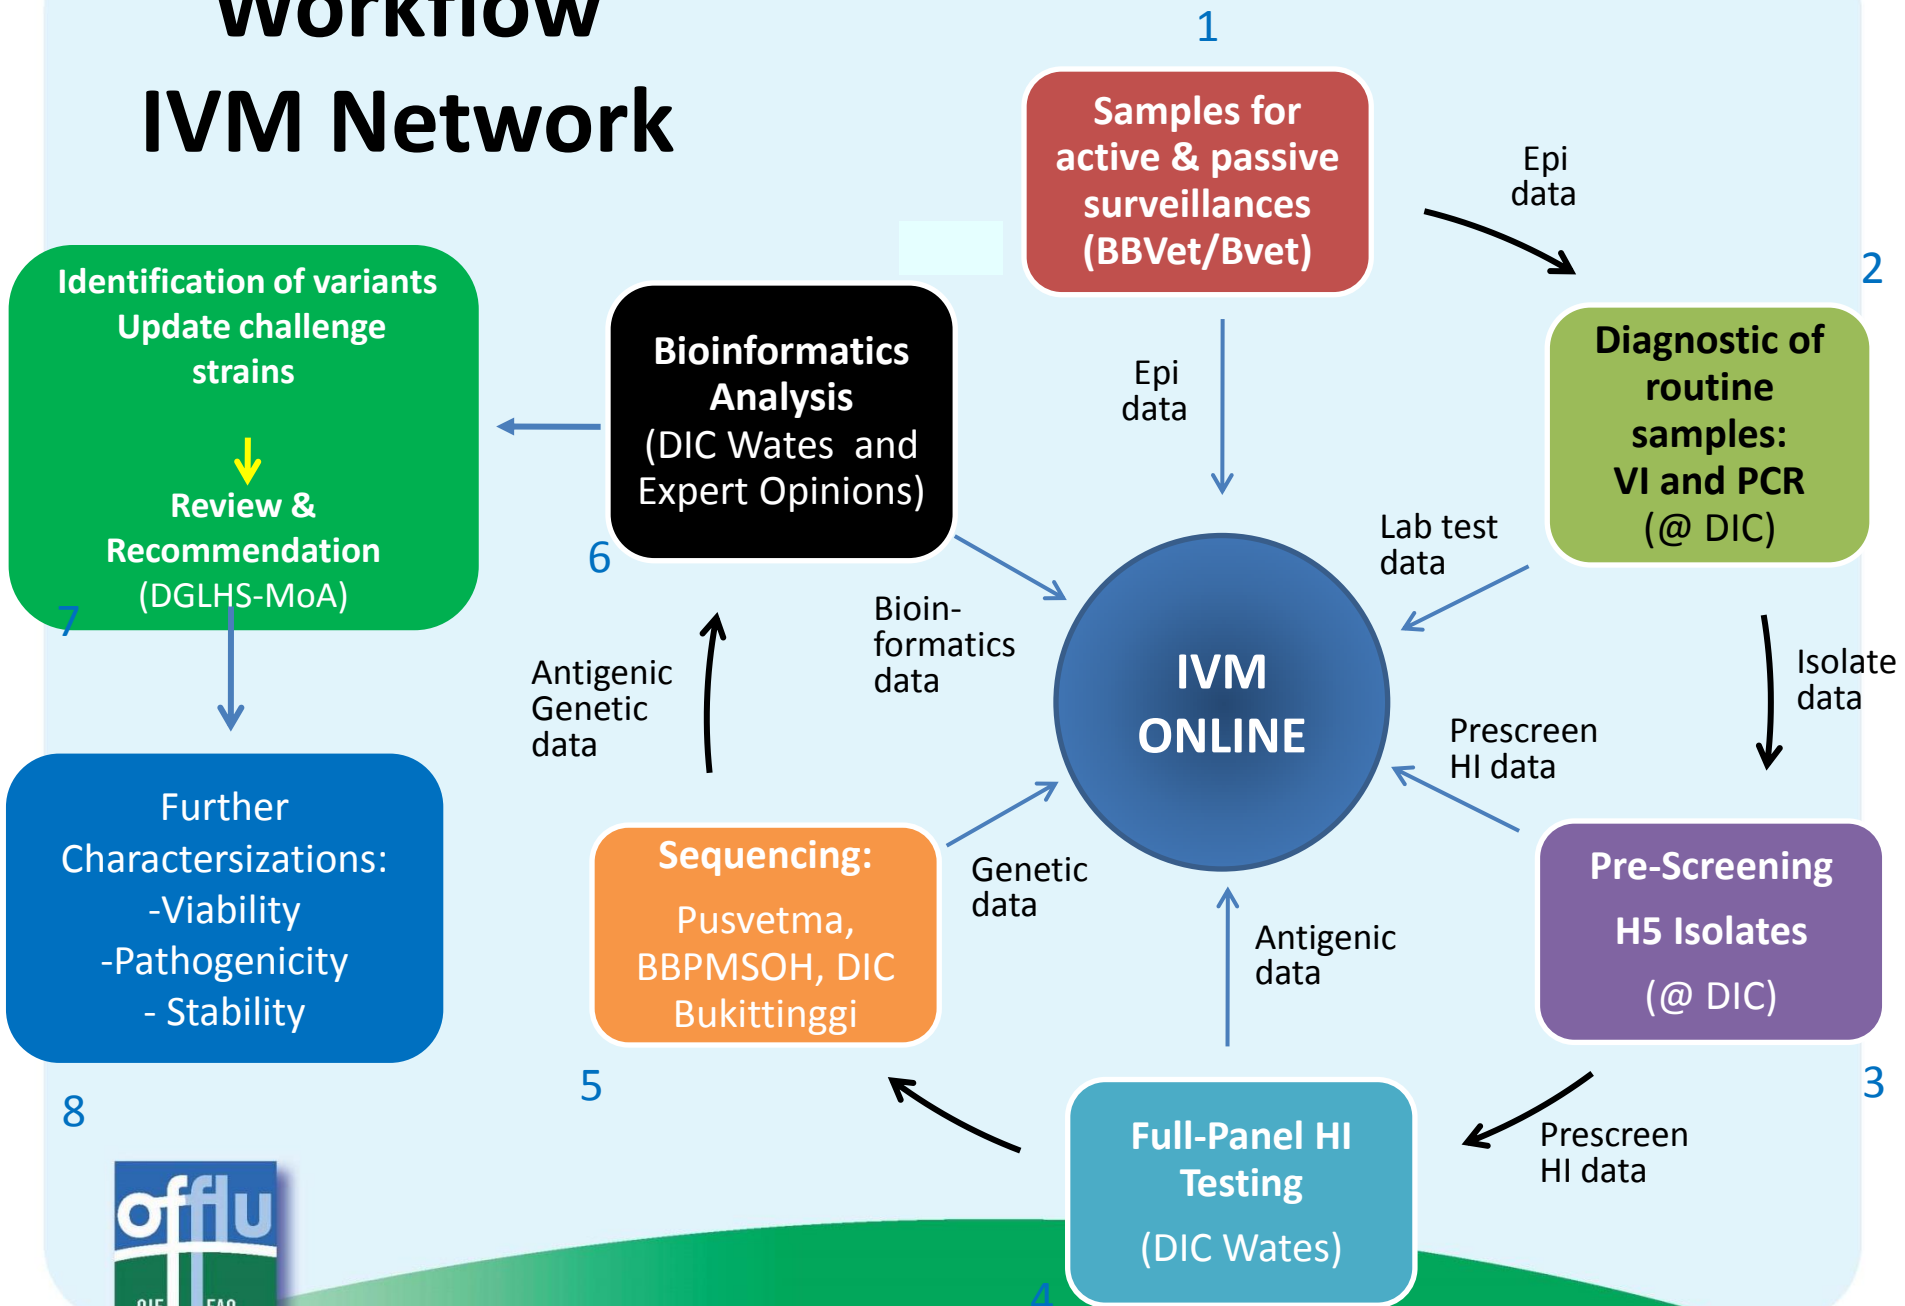 Workflow
IVM Network
1
Samples for
active & passive
surveillances
(BBVet/Bvet)
Epi
data
2
Diagnostic of
routine
samples:
VI and PCR
(@ DIC)
Epi
data
Lab test
data
Isolate
data
Prescreen
HI data
Pre-Screening
H5 Isolates
(@ DIC)
3
Prescreen
HI data
Full-Panel HI
Testing
(DIC Wates)
4
Antigenic
data
Sequencing:
Pusvetma,
BBPMSOH, DIC
Bukittinggi
5
Genetic
data
Antigenic
Genetic
data
Bioinformatics
Analysis
(DIC Wates and
Expert Opinions)
6
Bioin-
formatics
data
IVM
ONLINE
Identification of variants
Update challenge
strains
Review &
Recommendation
(DGLHS-MoA)
7
Further
Charactersizations:
-Viability
-Pathogenicity
- Stability
8
offlu
OIE FAO